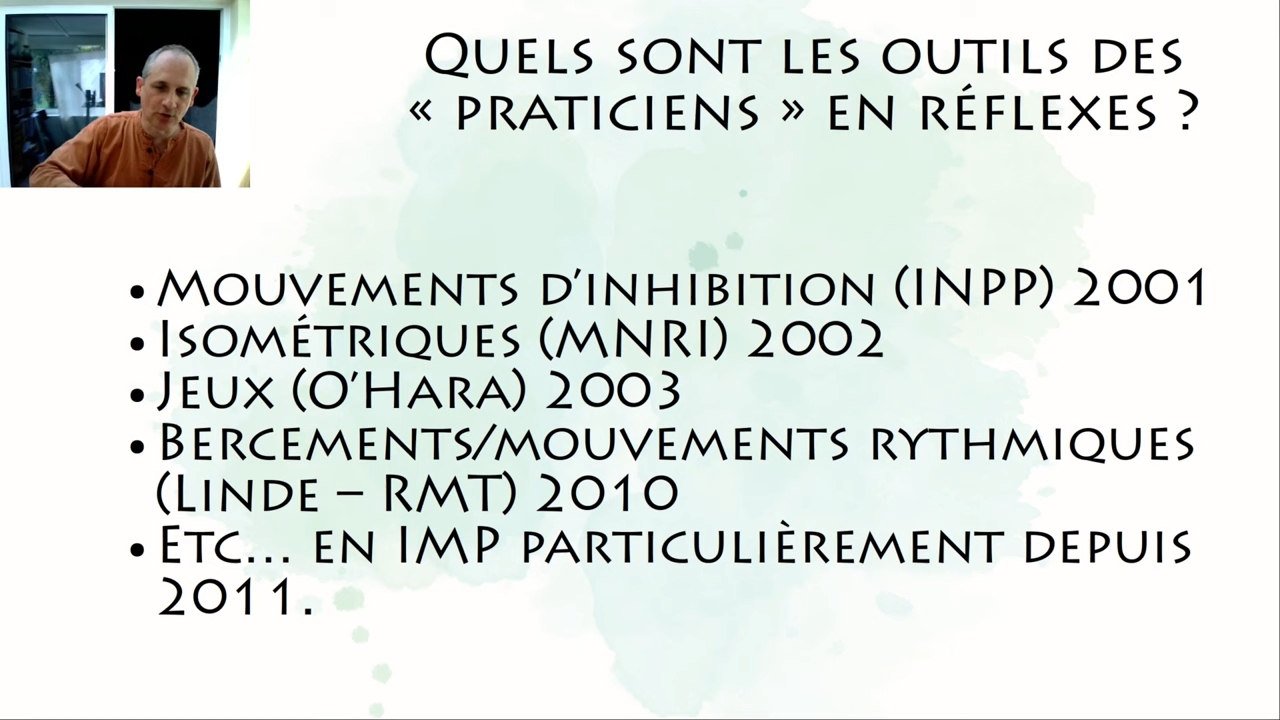 Quels sont les outils des
« praticiens » en réflexes ?
• Mouvements d'inhibition (INPP) 2001
• Isométriques (MNRI) 2002
• Jeux (O'Hara) 2003
• Bercements/mouvements rythmiques
(Linde – RMT) 2010
• Etc... en IMP particulièrement depuis
2011.